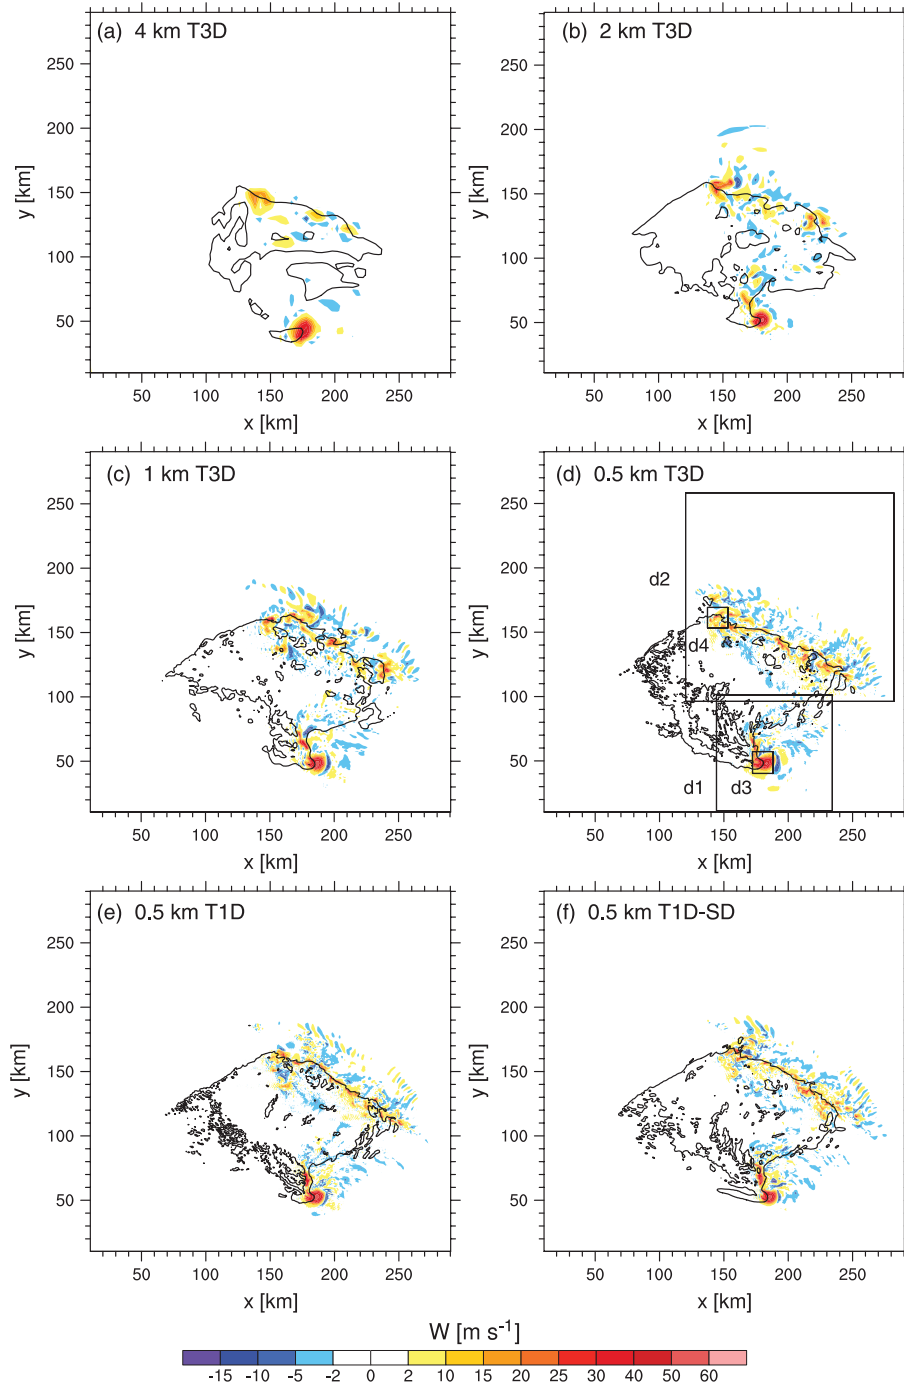 (a) 4 km T3D
(b) 2 km T3D
250
200
150
100
50
y [km]
50 100 150 200 250
x [km]
250
200
150
100
50
y [km]
50 100 150 200 250
x [km]
(c) 1 km T3D
(d) 0.5 km T3D
250
200
150
100
50
y [km]
50 100 150 200 250
x [km]
250
200
150
100
50
y [km]
d2
d4
d1 d3
50 100 150 200 250
x [km]
(e) 0.5 km T1D
(f) 0.5 km T1D-SD
250
200
150
100
50
y [km]
50 100 150 200 250
x [km]
250
200
150
100
50
y [km]
50 100 150 200 250
x [km]
W [m s⁻¹]
-15 -10 -5 -2 0 2 10 15 20 25 30 40 50 60